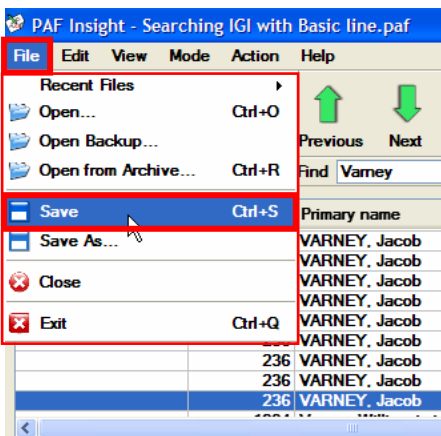 PAF Insight - Searching IGI with Basic line.paf
File Edit View Mode Action Help
Recent Files
Open... Ctrl+O
Open Backup...
Open from Archive... Ctrl+R
Save Ctrl+S
Save As...
Close
Exit Ctrl+Q
Previous Next
Find Varney
Primary name
VARNEY, Jacob
VARNEY, Jacob
VARNEY, Jacob
VARNEY, Jacob
VARNEY, Jacob
VARNEY, Jacob
236 VARNEY, Jacob
236 VARNEY, Jacob
236 VARNEY, Jacob